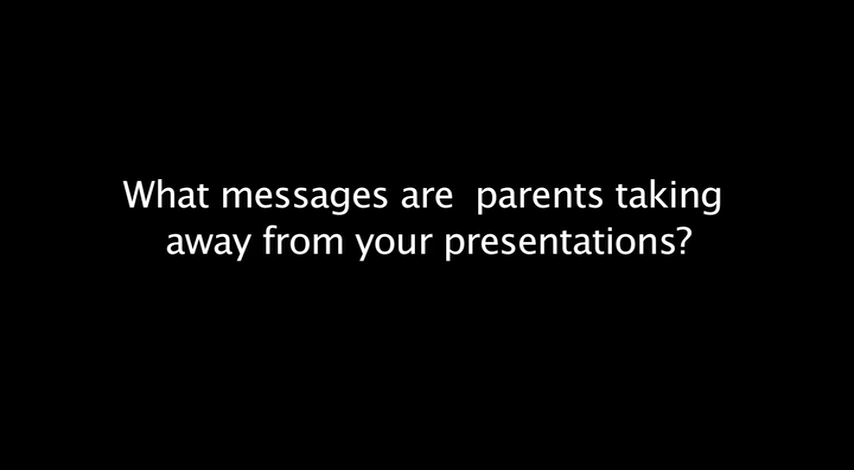 What messages are  parents taking
away from your presentations?